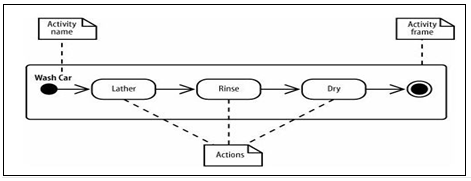 Activity
name
Activity
frame
Wash Car
Lather
Rinse
Dry
Actions